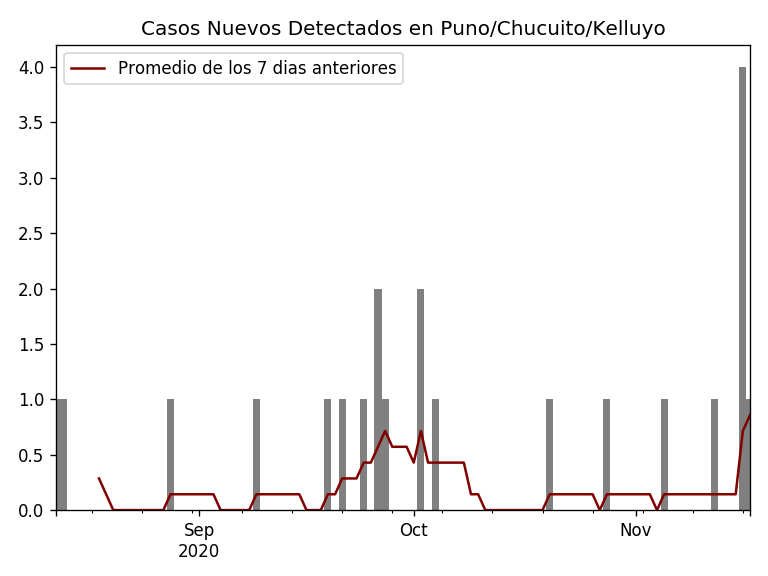 Casos Nuevos Detectados en Puno/Chucuito/Kelluyo
Promedio de los 7 dias anteriores
4.0
3.5
3.0
2.5
2.0
1.5
1.0
0.5
0.0
Sep
2020
Oct
Nov